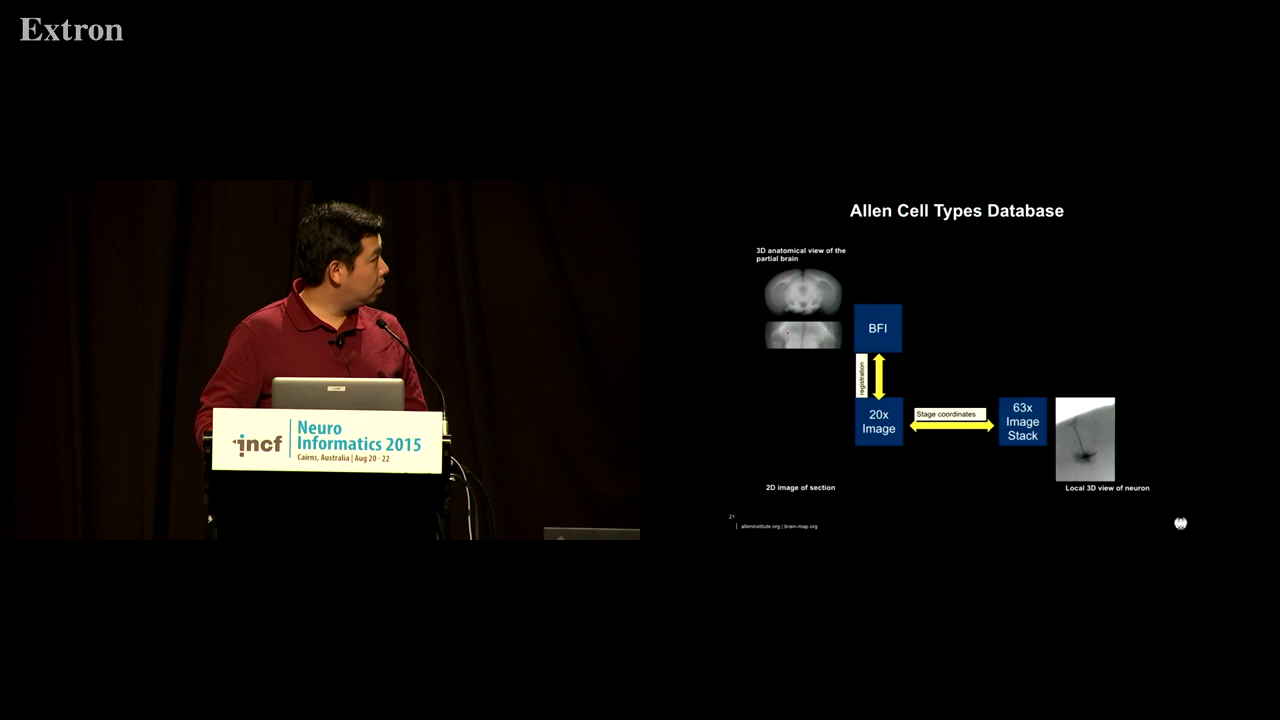 Extron
Allen Cell Types Database
3D anatomical view of the
partial brain
BFI
registration
20x
Image
Stage coordinates
63x
Image
Stack
2D image of section
Local 3D view of neuron
21
alleninstitute.org | brain-map.org
incf
Neuro
Informatics 2015
Cairns, Australia | Aug 20 - 22